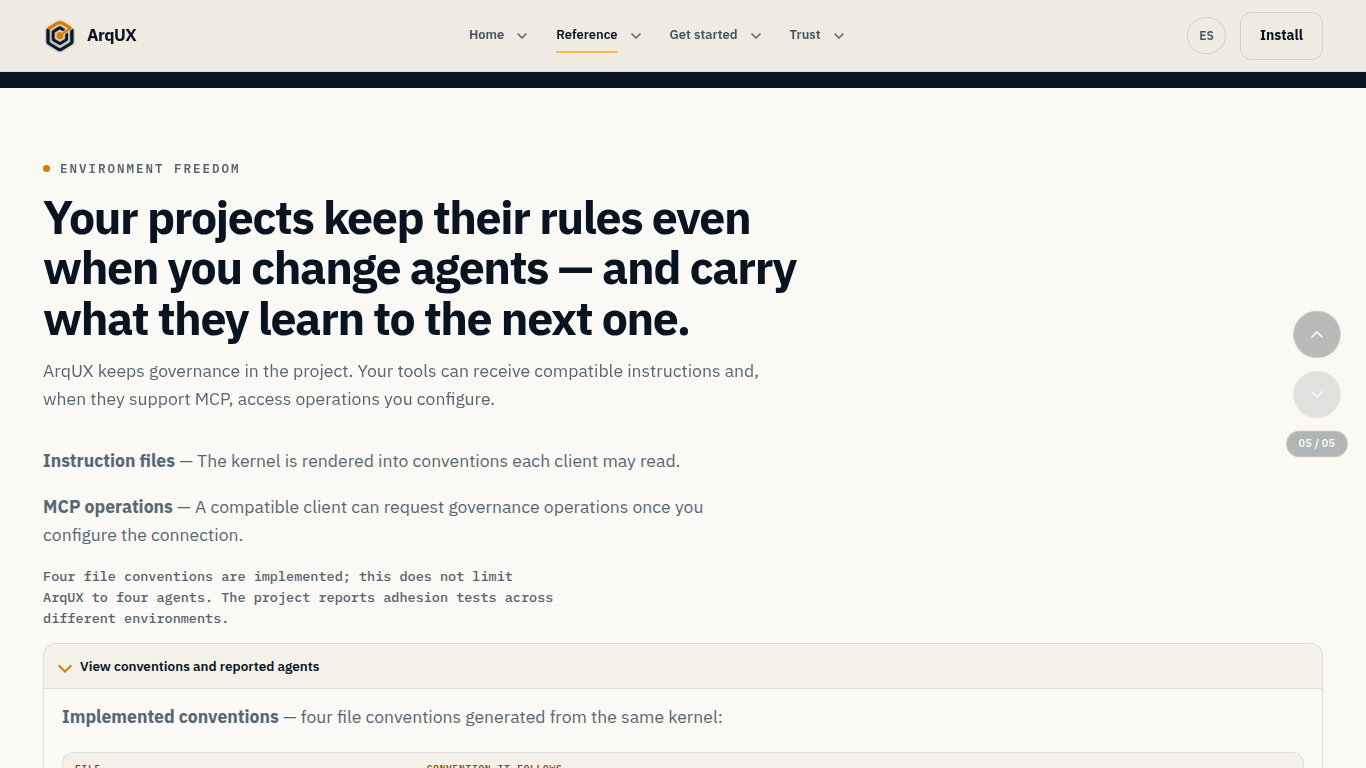 ArqUX
Home
Reference
Get started
Trust
ES
Install
ENVIRONMENT FREEDOM
Your projects keep their rules even
when you change agents — and carry
what they learn to the next one.
ArqUX keeps governance in the project. Your tools can receive compatible instructions and,
when they support MCP, access operations you configure.
Instruction files — The kernel is rendered into conventions each client may read.
MCP operations — A compatible client can request governance operations once you
configure the connection.
Four file conventions are implemented; this does not limit
ArqUX to four agents. The project reports adhesion tests across
different environments.
05 / 05
View conventions and reported agents
Implemented conventions — four file conventions generated from the same kernel:
FILE
CONVENTION IT FOLLOWS